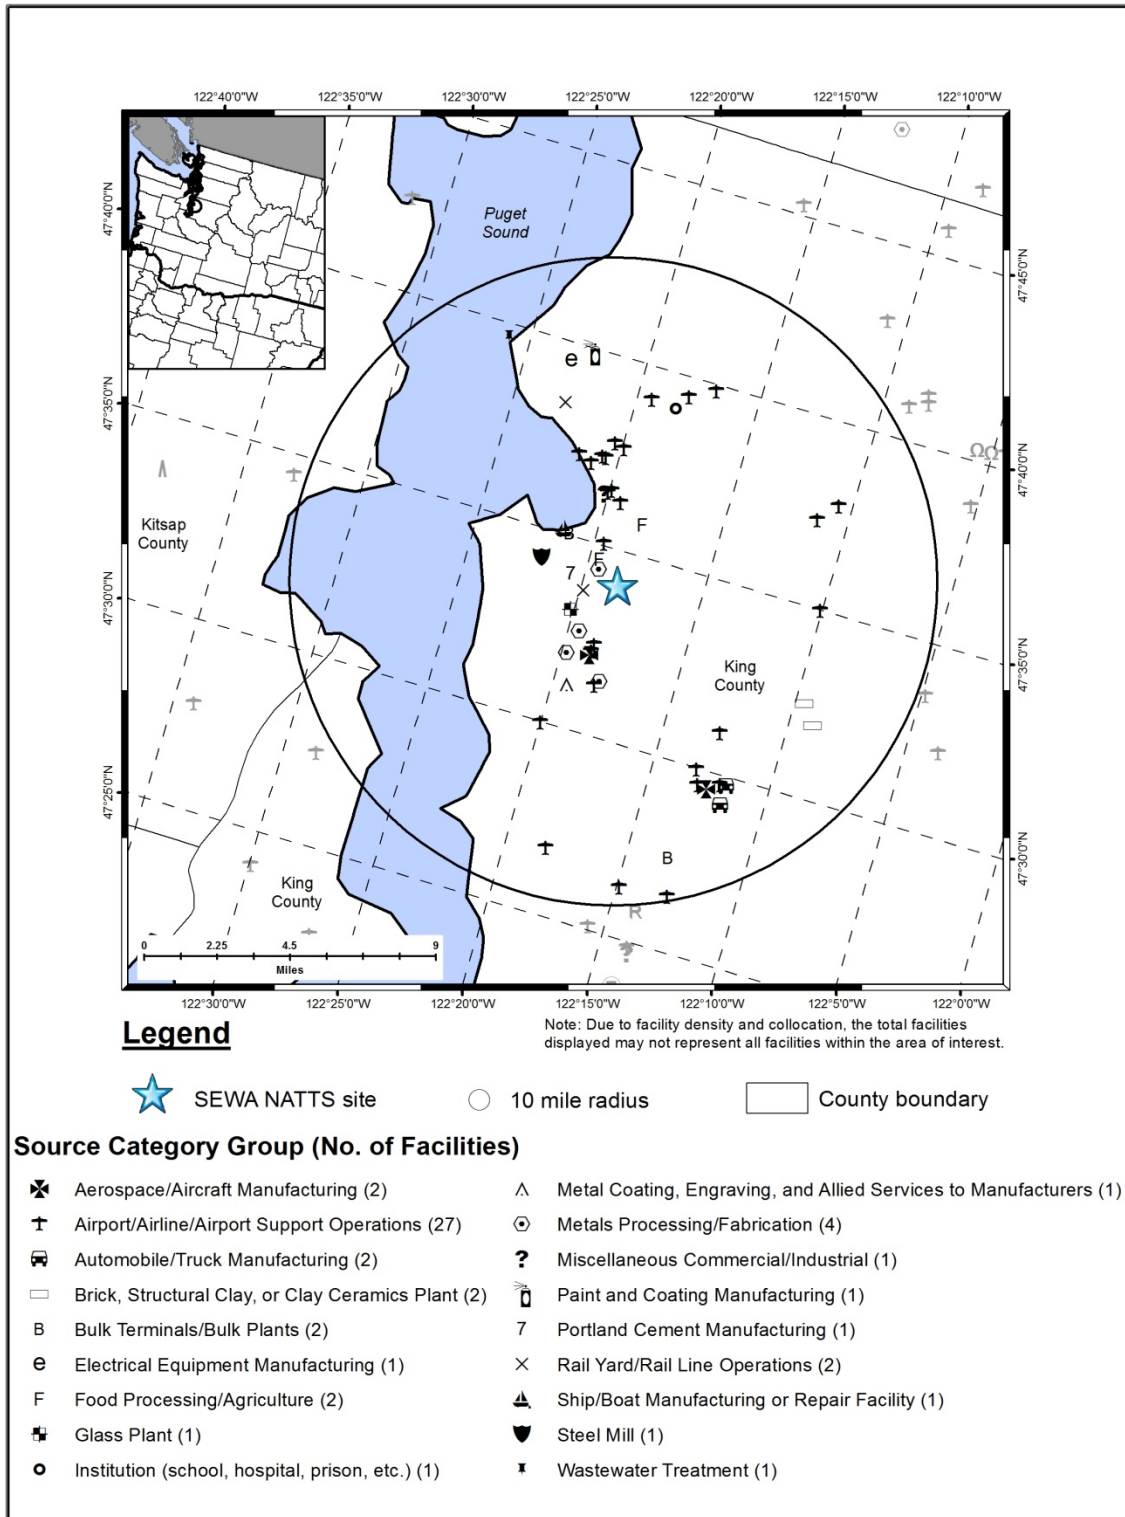 122°40'0"W 122°35'0"W 122°30'0"W 122°25'0"W 122°20'0"W 122°15'0"W 122°10'0"W
47°40'0"N
47°35'0"N
47°30'0"N
47°25'0"N
47°45'0"N
47°40'0"N
47°35'0"N
47°30'0"N
Puget
Sound
Kitsap
County
King
County
King
County
e
F
B
F
7
B
R
0 2.25 4.5 9
Miles
122°30'0"W 122°25'0"W 122°20'0"W 122°15'0"W 122°10'0"W 122°5'0"W 122°0'0"W
Legend
Note: Due to facility density and collocation, the total facilities
displayed may not represent all facilities within the area of interest.
SEWA NATTS site
10 mile radius
County boundary
Source Category Group (No. of Facilities)
Aerospace/Aircraft Manufacturing (2)
Airport/Airline/Airport Support Operations (27)
Automobile/Truck Manufacturing (2)
Brick, Structural Clay, or Clay Ceramics Plant (2)
B Bulk Terminals/Bulk Plants (2)
e Electrical Equipment Manufacturing (1)
F Food Processing/Agriculture (2)
Glass Plant (1)
Institution (school, hospital, prison, etc.) (1)
Metal Coating, Engraving, and Allied Services to Manufacturers (1)
Metals Processing/Fabrication (4)
? Miscellaneous Commercial/Industrial (1)
Paint and Coating Manufacturing (1)
7 Portland Cement Manufacturing (1)
Rail Yard/Rail Line Operations (2)
Ship/Boat Manufacturing or Repair Facility (1)
Steel Mill (1)
Wastewater Treatment (1)